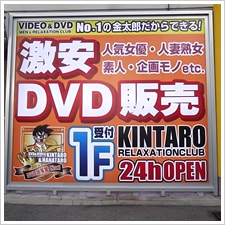 VIDEO&DVD
MEN's RELAXATION CLUB
No.1の金太郎だからできる!
激安
人気女優・人妻熟女
素人・企画モノetc.
DVD販売
受付
1F
KINTARO
RELAXATIONCLUB
24hOPEN
KINTARO
&HANATARO